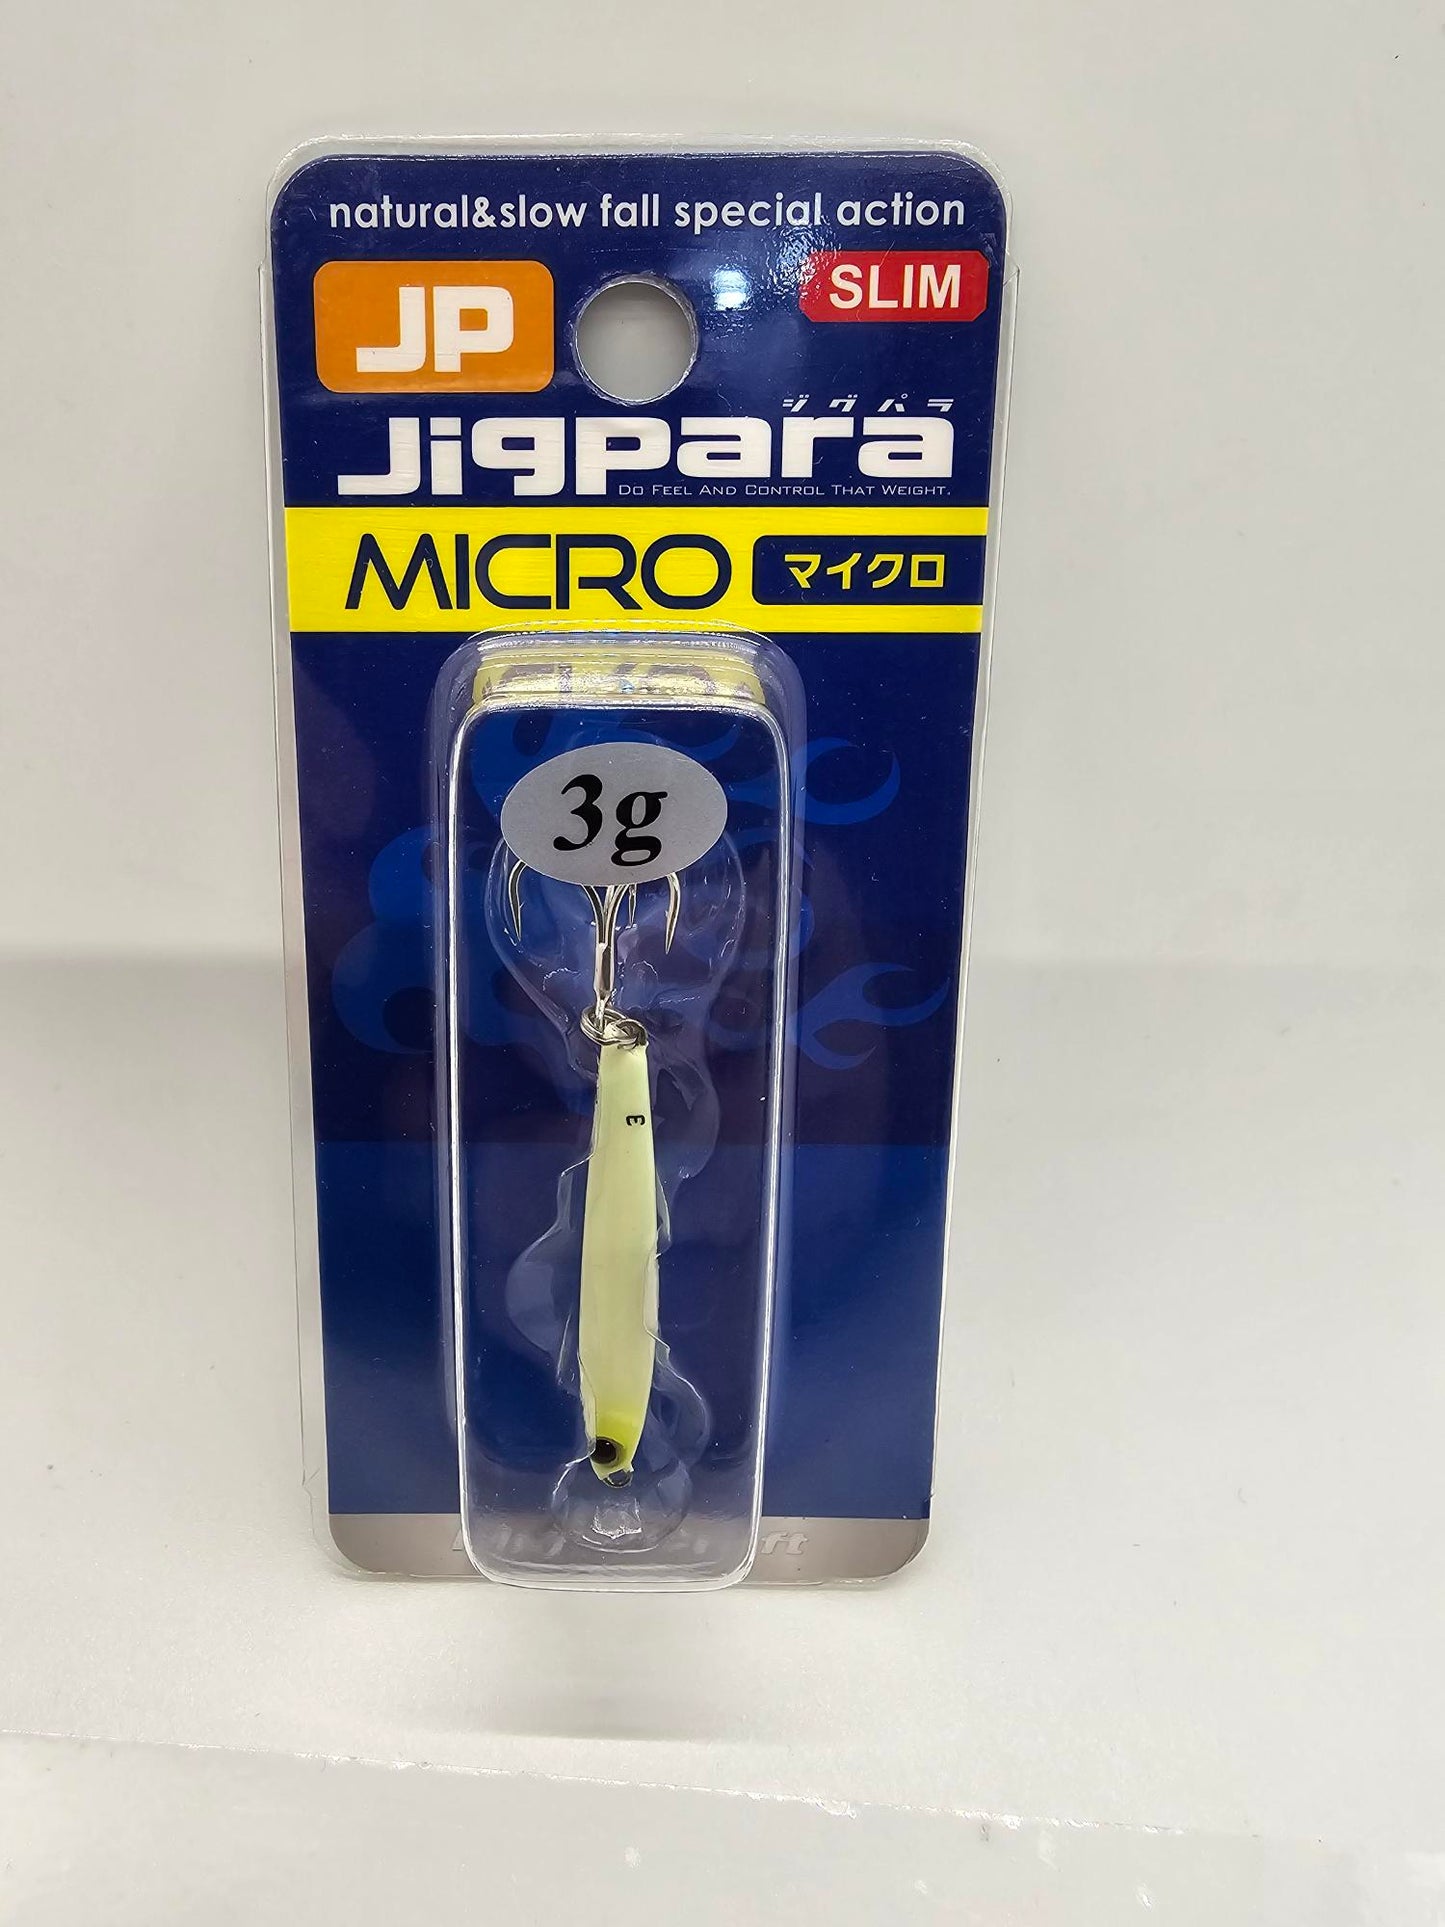 natural&slow fall special action
JP
SLIM
ジグパラ
Jigpara
DO FEEL AND CONTROL THAT WEIGHT.
MICRO マイクロ
3g
3